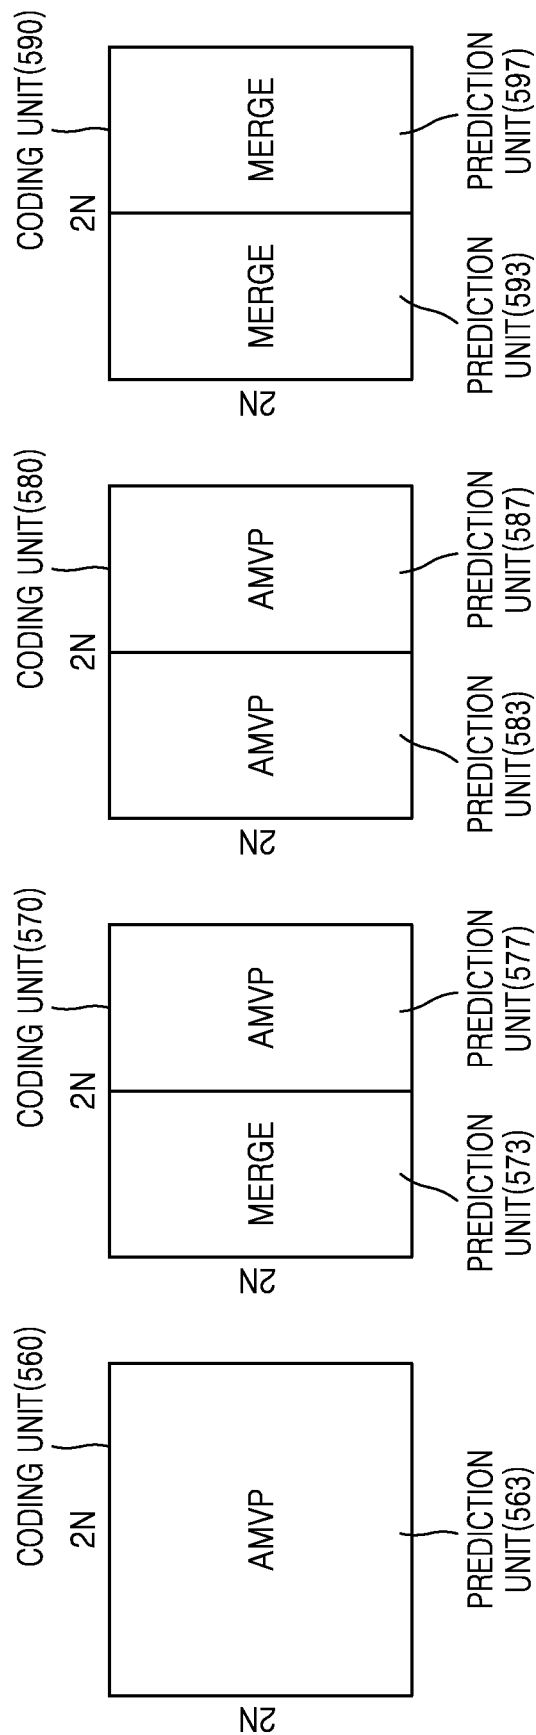 CODING UNIT(560)
2N
2N
AMVP
PREDICTION
UNIT(563)
CODING UNIT(570)
2N
2N
MERGE
AMVP
PREDICTION
UNIT(573)
PREDICTION
UNIT(577)
CODING UNIT(580)
2N
2N
AMVP
AMVP
PREDICTION
UNIT(583)
PREDICTION
UNIT(587)
CODING UNIT(590)
2N
2N
MERGE
MERGE
PREDICTION
UNIT(593)
PREDICTION
UNIT(597)